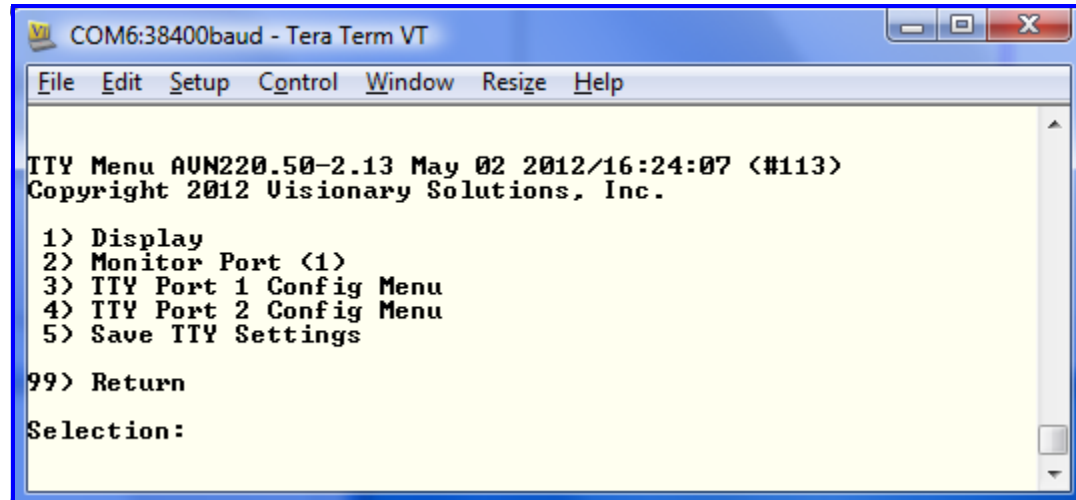 COM6:38400baud - Tera Term VT
File Edit Setup Control Window Resize Help
TTY Menu AVN220.50-2.13 May 02 2012/16:24:07 (#113)
Copyright 2012 Visionary Solutions, Inc.
1) Display
2) Monitor Port (1)
3) TTY Port 1 Config Menu
4) TTY Port 2 Config Menu
5) Save TTY Settings
99) Return
Selection: